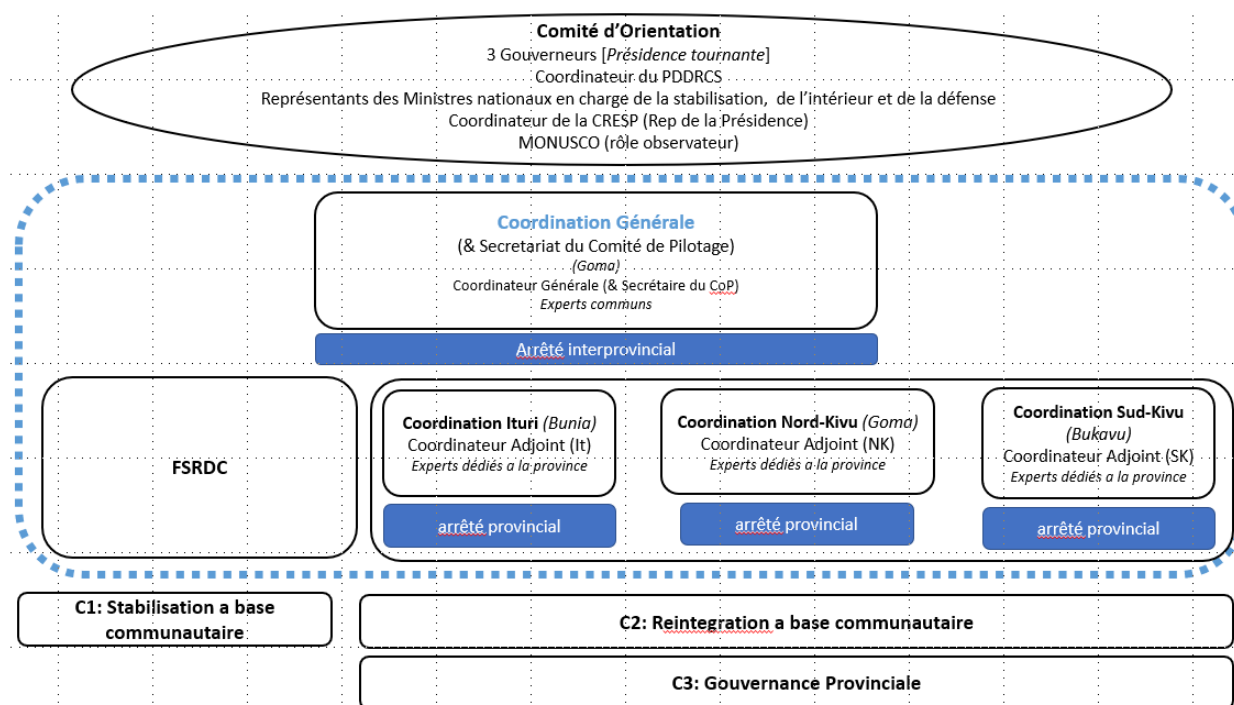 Comité d’Orientation
3 Gouverneurs [Présidence tournante]
Coordinateur du PDDRCS
Représentants des Ministres nationaux en charge de la stabilisation, de l’intérieur et de la défense
Coordinateur de la CRESP (Rep de la Présidence)
MONUSCO (rôle observateur)
Coordination Générale
(& Secretariat du Comité de Pilotage)
(Goma)
Coordinateur Générale (& Secrétaire du CoP)
Experts communs
Arrêté interprovincial
FSRDC
Coordination Ituri (Bunia)
Coordinateur Adjoint (It)
Experts dédiés a la province
arrêté provincial
Coordination Nord-Kivu (Goma)
Coordinateur Adjoint (NK)
Experts dédiés a la province
arrêté provincial
Coordination Sud-Kivu
(Bukavu)
Coordinateur Adjoint (SK)
Experts dédiés a la province
arrêté provincial
C1: Stabilisation a base
communautaire
C2: Reintegration a base communautaire
C3: Gouvernance Provinciale